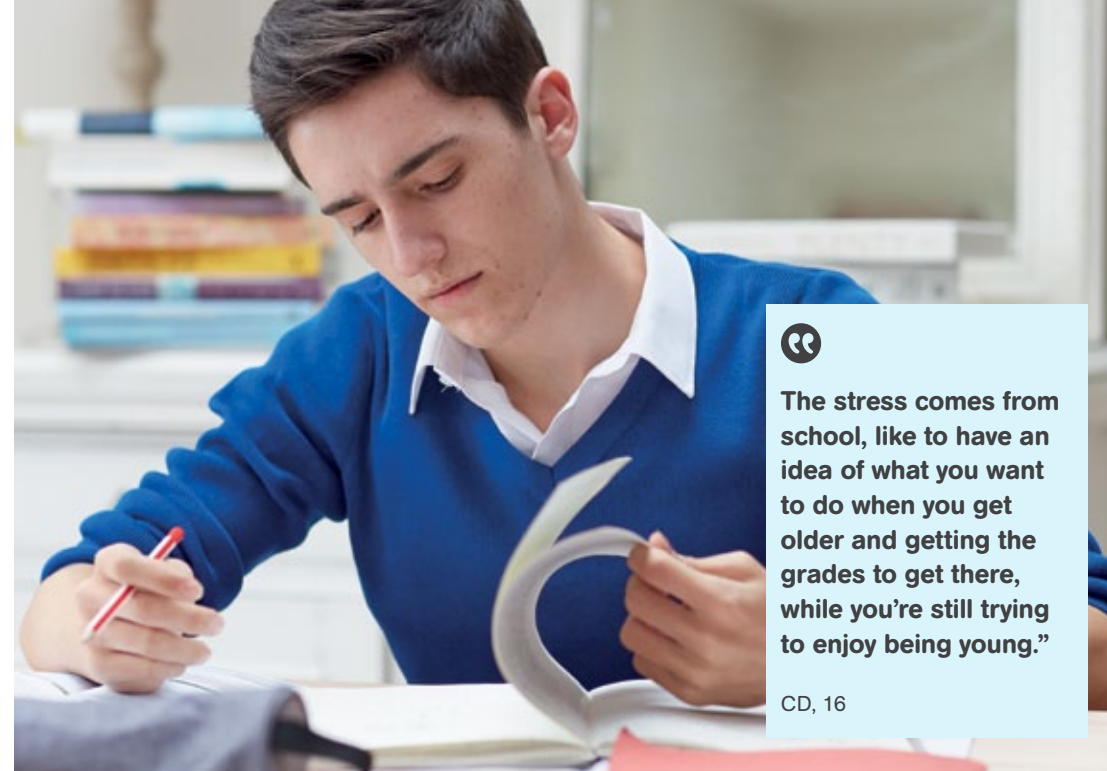 The stress comes from
school, like to have an
idea of what you want
to do when you get
older and getting the
grades to get there,
while you’re still trying
to enjoy being young.”
CD, 16